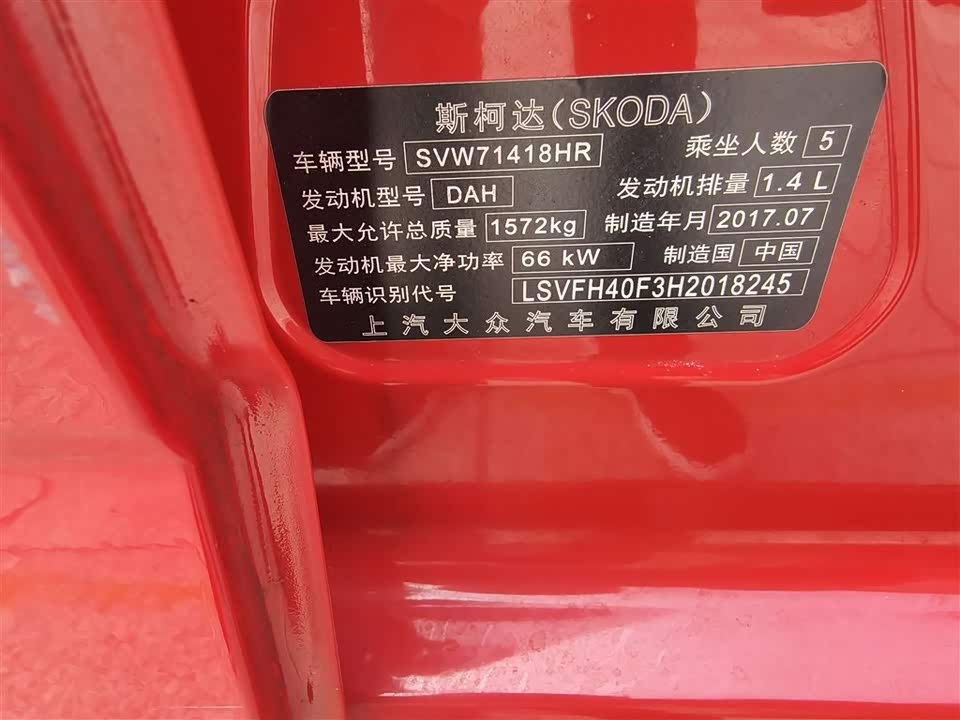 斯柯达(SKODA)
车辆型号 SVW71418HR 乘坐人数 5
发动机型号 DAH 发动机排量 1.4 L
最大允许总质量 1572kg 制造年月 2017.07
发动机最大净功率 66 kW 制造国 中国
车辆识别代号 LSVFH40F3H2018245
上汽大众汽车有限公司